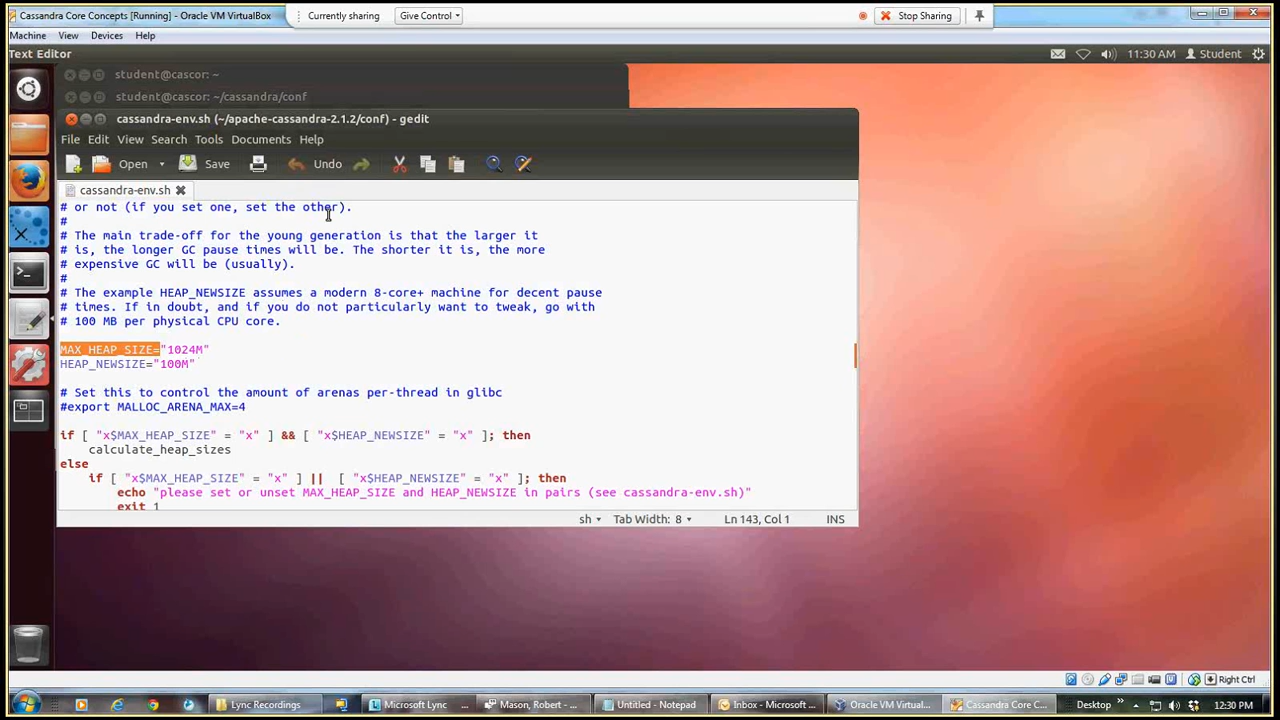 Cassandra Core Concepts [Running] - Oracle VM VirtualBox
Currently sharing
Give Control
Stop Sharing
Machine View Devices Help
Text Editor
11:30 AM
Student
student@cascor: ~
student@cascor: ~/cassandra/conf
cassandra-env.sh (~/apache-cassandra-2.1.2/conf) - gedit
File Edit View Search Tools Documents Help
Open Save Undo
cassandra-env.sh
# or not (if you set one, set the other).
#
# The main trade-off for the young generation is that the larger it
# is, the longer GC pause times will be. The shorter it is, the more
# expensive GC will be (usually).
#
# The example HEAP_NEWSIZE assumes a modern 8-core+ machine for decent pause
# times. If in doubt, and if you do not particularly want to tweak, go with
# 100 MB per physical CPU core.
MAX_HEAP_SIZE="1024M"
HEAP_NEWSIZE="100M"
# Set this to control the amount of arenas per-thread in glibc
#export MALLOC_ARENA_MAX=4
if [ "x$MAX_HEAP_SIZE" = "x" ] && [ "x$HEAP_NEWSIZE" = "x" ]; then
calculate_heap_sizes
else
if [ "x$MAX_HEAP_SIZE" = "x" ] || [ "x$HEAP_NEWSIZE" = "x" ]; then
echo "please set or unset MAX_HEAP_SIZE and HEAP_NEWSIZE in pairs (see cassandra-env.sh)"
exit 1
sh Tab Width: 8 Ln 143, Col 1 INS
Right Ctrl
Lync Recordings
Microsoft Lync ...
Mason, Robert - ...
Untitled - Notepad
Inbox - Microsoft ...
Oracle VM Virtual...
Cassandra Core C...
Desktop
12:30 PM